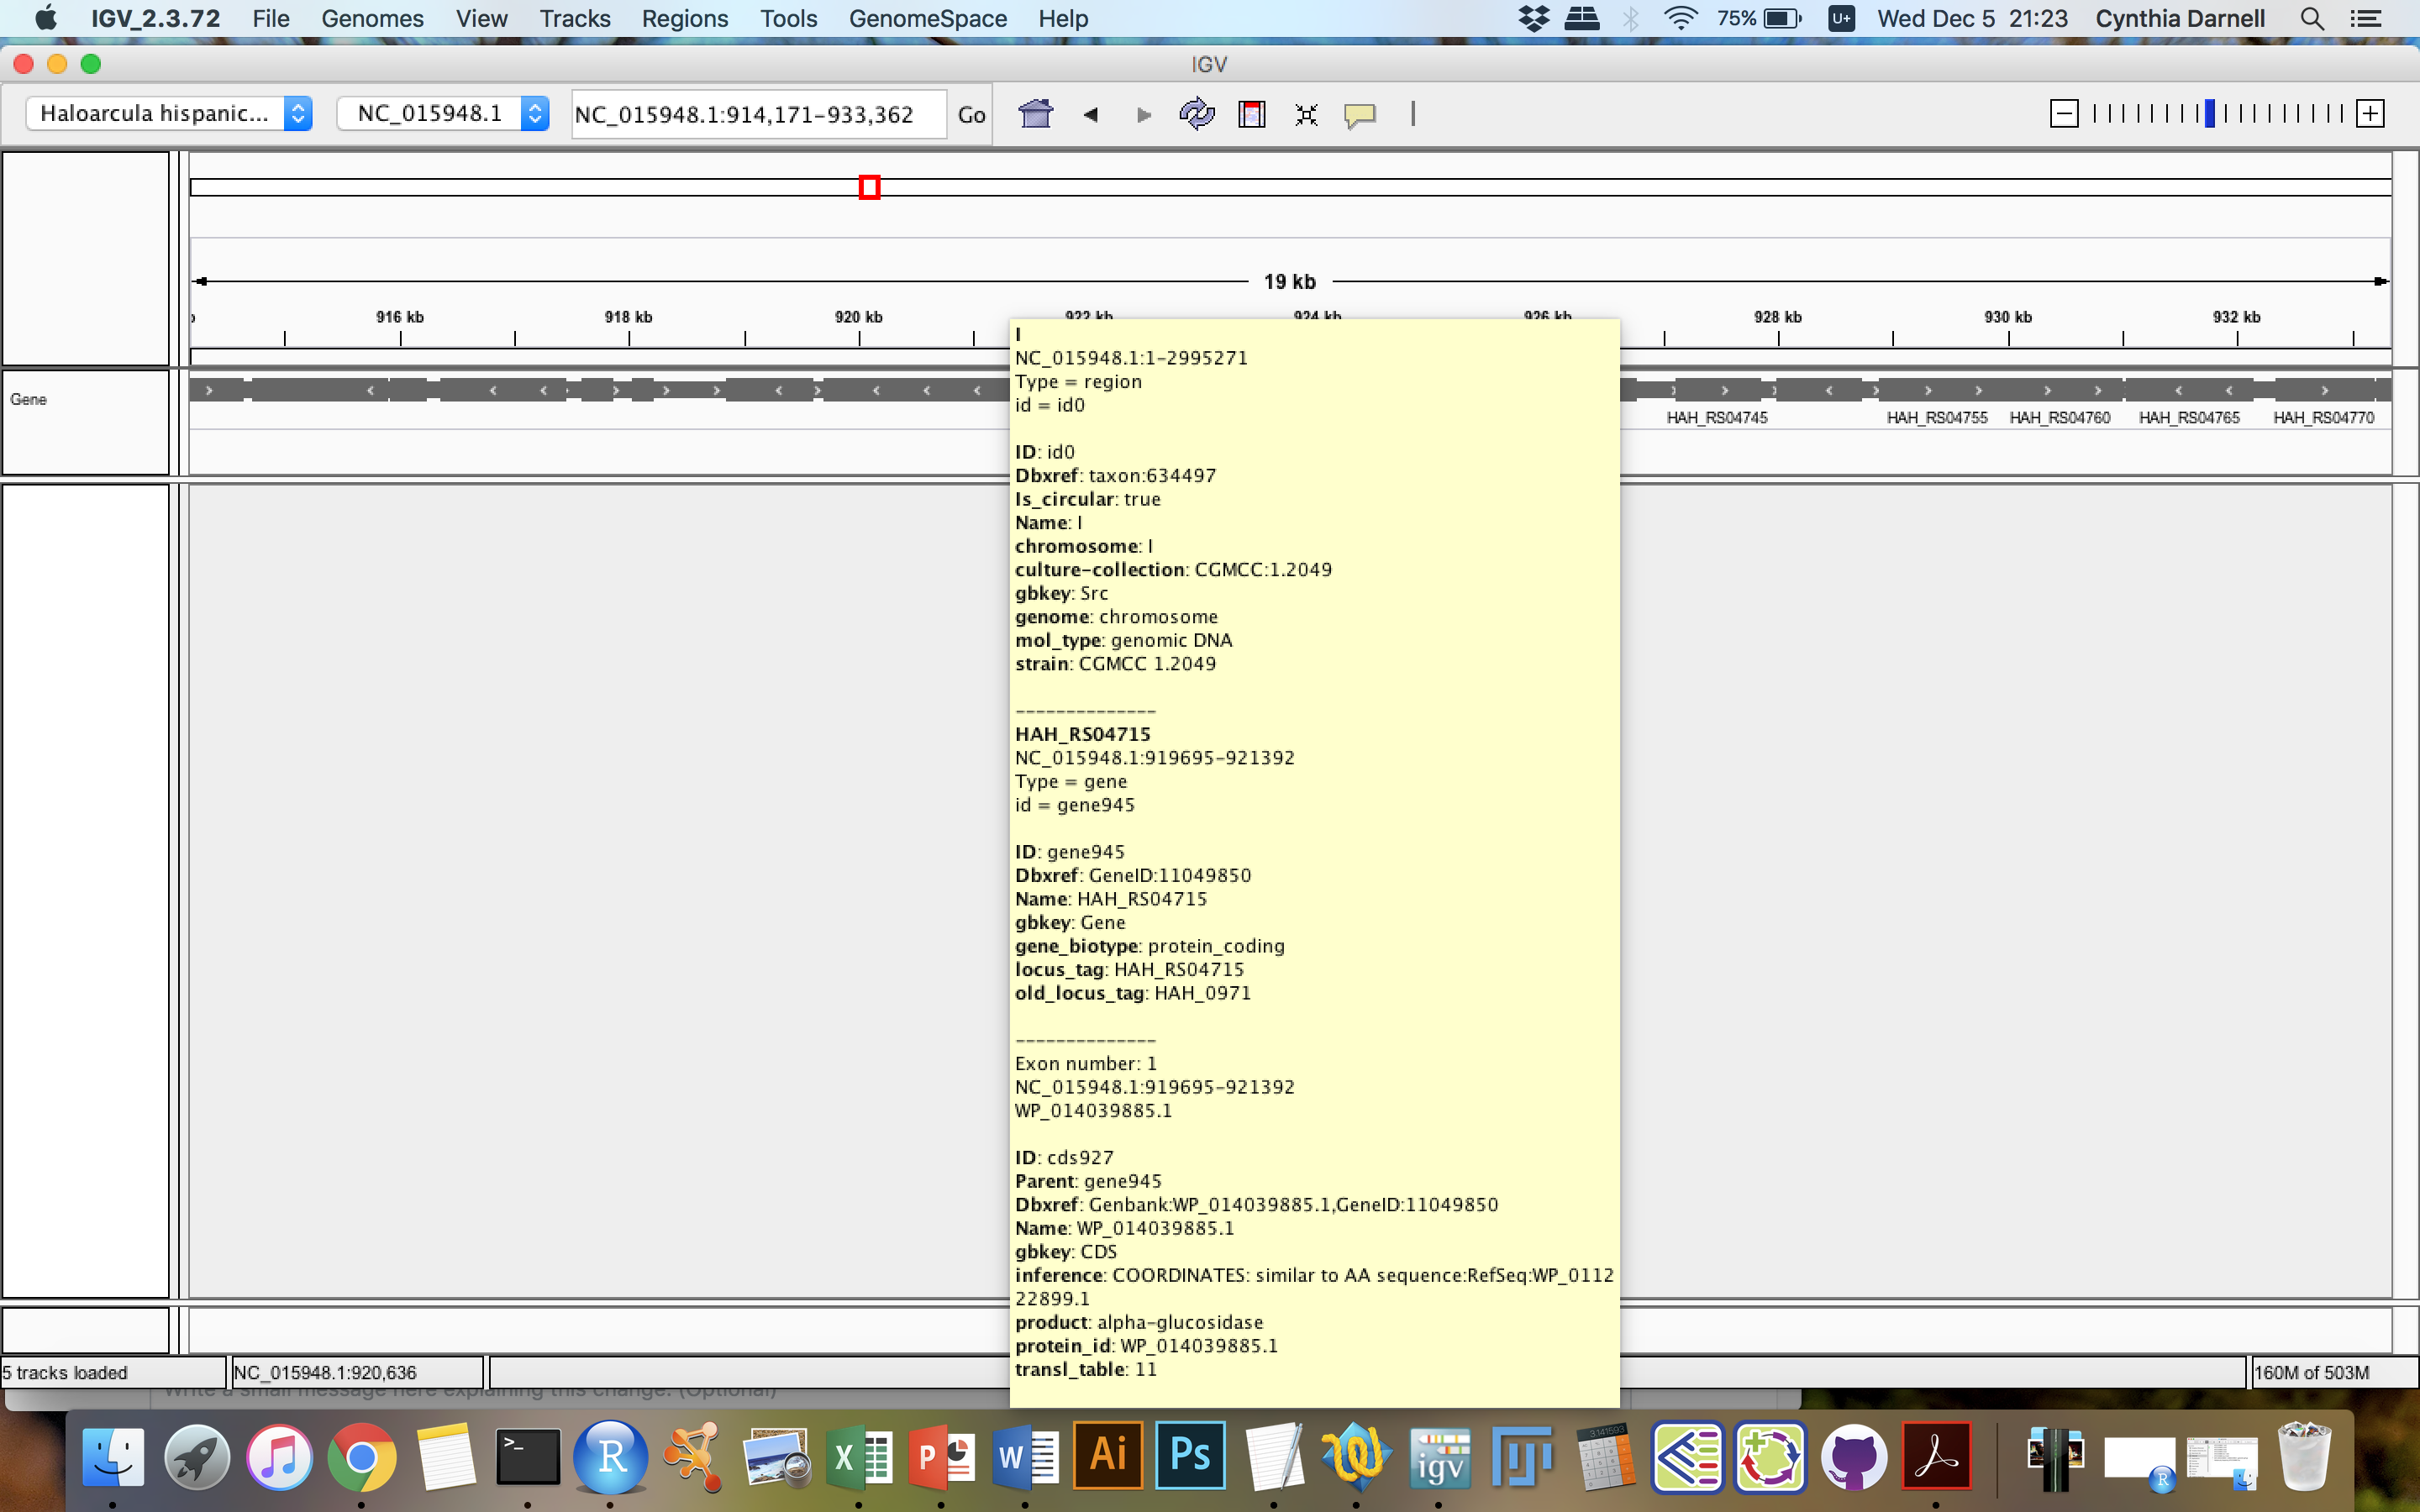 IGV_2.3.72 File Genomes View Tracks Regions Tools GenomeSpace Help 75% U+ Wed Dec 5 21:23 Cynthia Darnell
IGV
Haloarcula hispanic... NC_015948.1 NC_015948.1:914,171-933,362 Go
19 kb
916 kb 918 kb 920 kb 922 kb 924 kb 926 kb 928 kb 930 kb 932 kb
Gene
HAH_RS04745 HAH_RS04755 HAH_RS04760 HAH_RS04765 HAH_RS04770
I
NC_015948.1:1-2995271
Type = region
id = id0
ID: id0
Dbxref: taxon:634497
Is_circular: true
Name: I
chromosome: I
culture-collection: CGMCC:1.2049
gbkey: Src
genome: chromosome
mol_type: genomic DNA
strain: CGMCC 1.2049
--------------
HAH_RS04715
NC_015948.1:919695-921392
Type = gene
id = gene945
ID: gene945
Dbxref: GeneID:11049850
Name: HAH_RS04715
gbkey: Gene
gene_biotype: protein_coding
locus_tag: HAH_RS04715
old_locus_tag: HAH_0971
--------------
Exon number: 1
NC_015948.1:919695-921392
WP_014039885.1
ID: cds927
Parent: gene945
Dbxref: Genbank:WP_014039885.1,GeneID:11049850
Name: WP_014039885.1
gbkey: CDS
inference: COORDINATES: similar to AA sequence:RefSeq:WP_0112
22899.1
product: alpha-glucosidase
protein_id: WP_014039885.1
transl_table: 11
5 tracks loaded NC_015948.1:920,636 160M of 503M
Write a small message here explaining this change. (Optional)
>_ R X P W Ai Ps igv 3.141593 R